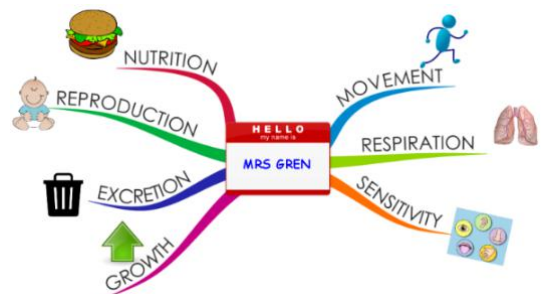 NUTRITION
REPRODUCTION
EXCRETION
GROWTH
HELLO
my name is
MRS GREN
MOVEMENT
RESPIRATION
SENSITIVITY